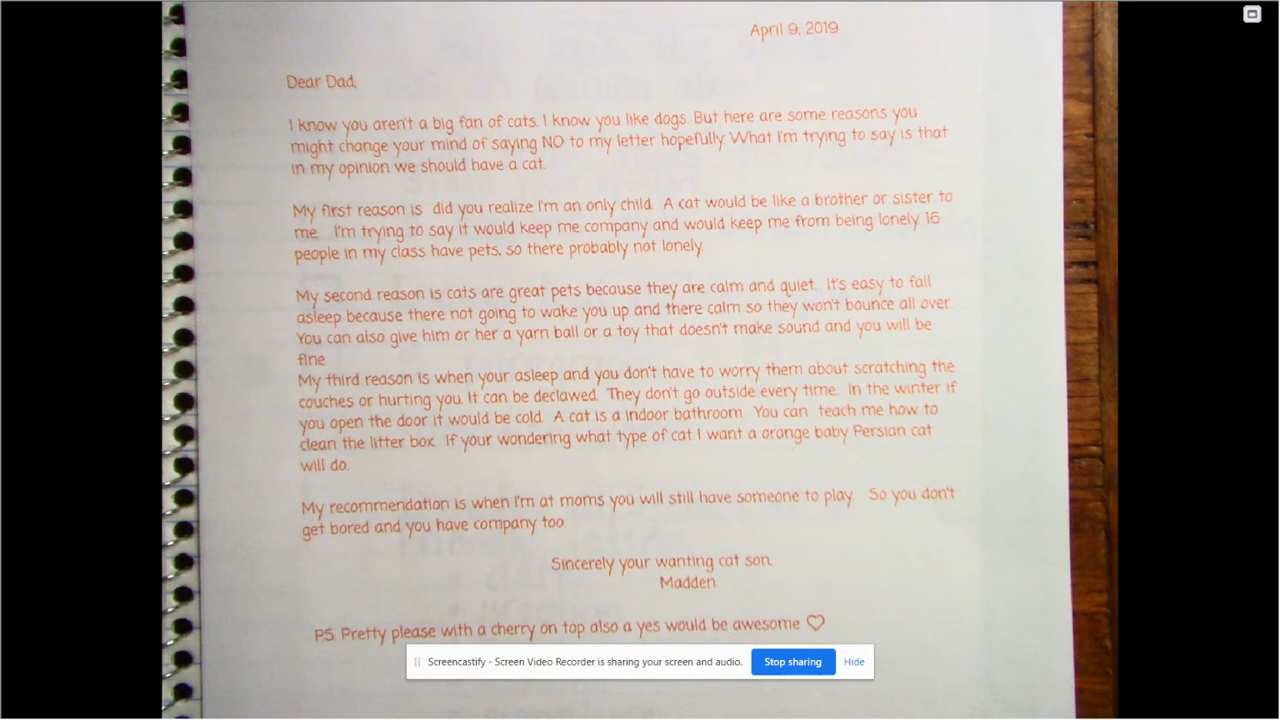 April 9, 2019
Dear Dad,
I know you aren't a big fan of cats. I know you like dogs. But here are some reasons you
might change your mind of saying NO to my letter hopefully. What I'm trying to say is that
in my opinion we should have a cat.
My first reason is did you realize I'm an only child. A cat would be like a brother or sister to
me. I'm trying to say it would keep me company and would keep me from being lonely. 16
people in my class have pets, so there probably not lonely
My second reason is cats are great pets because they are calm and quiet. It's easy to fall
asleep because there not going to wake you up and there calm so they won't bounce all over.
You can also give him or her a yarn ball or a toy that doesn't make sound and you will be
fine
My third reason is when your asleep and you don't have to worry them about scratching the
couches or hurting you. It can be declawed. They don't go outside every time. In the winter if
you open the door it would be cold. A cat is a indoor bathroom. You can teach me how to
clean the litter box. If your wondering what type of cat I want a orange baby Persian cat
will do.
My recommendation is when I'm at moms you will still have someone to play. So you don't
get bored and you have company too.
Sincerely your wanting cat son,
Madden
P.S. Pretty please with a cherry on top also a yes would be awesome ♡
Screencastify - Screen Video Recorder is sharing your screen and audio.
Stop sharing
Hide